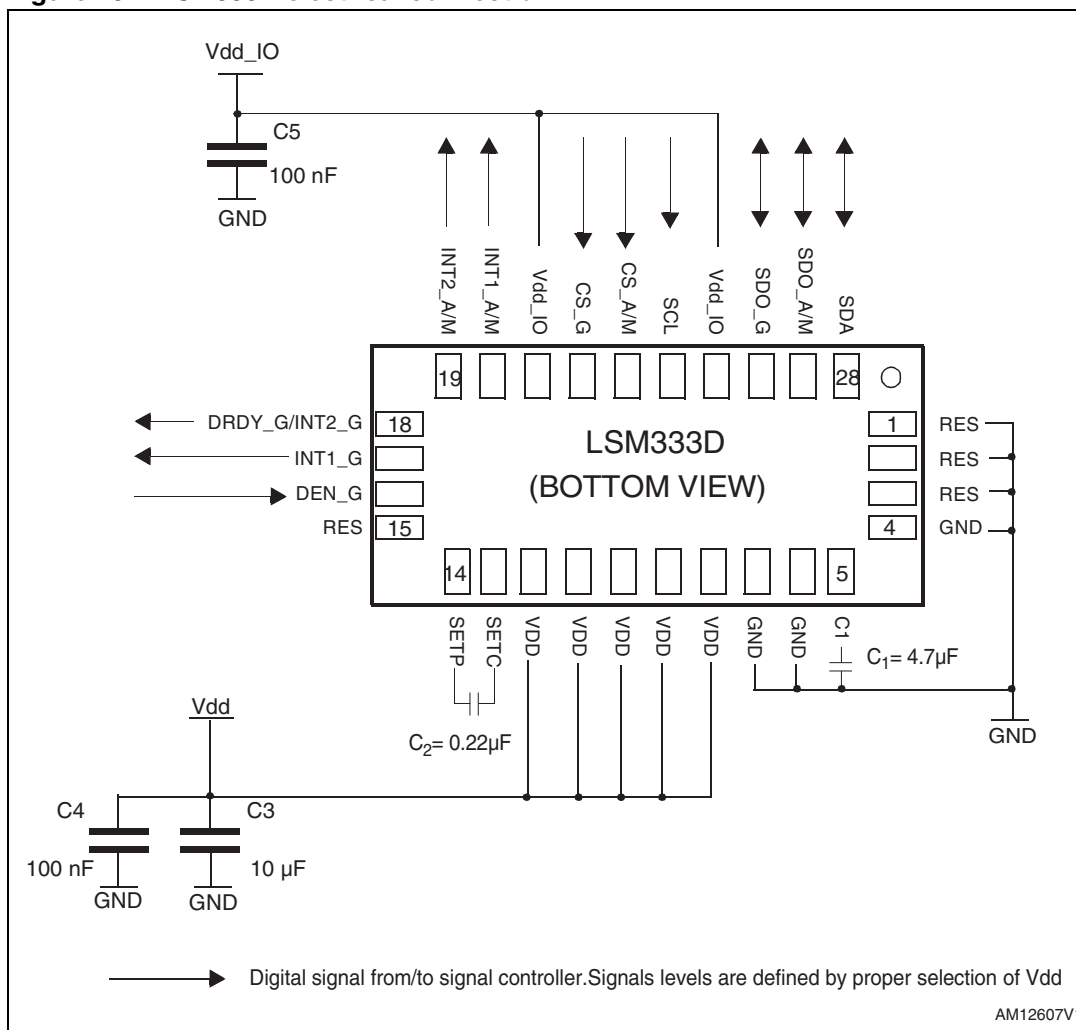 Vdd_IO
C5
100 nF
GND
INT2_A/M
INT1_A/M
Vdd_IO
CS_G
CS_A/M
SCL
Vdd_IO
SDO_G
SDO_A/M
SDA
19
28
DRDY_G/INT2_G
18
1
RES
INT1_G
LSM333D
RES
DEN_G
(BOTTOM VIEW)
RES
RES
15
4
GND
14
5
SETP
SETC
VDD
VDD
VDD
VDD
VDD
GND
GND
C1
C1= 4.7µF
GND
C2= 0.22µF
Vdd
C4
C3
100 nF
10 µF
GND
GND
Digital signal from/to signal controller.Signals levels are defined by proper selection of Vdd
AM12607V